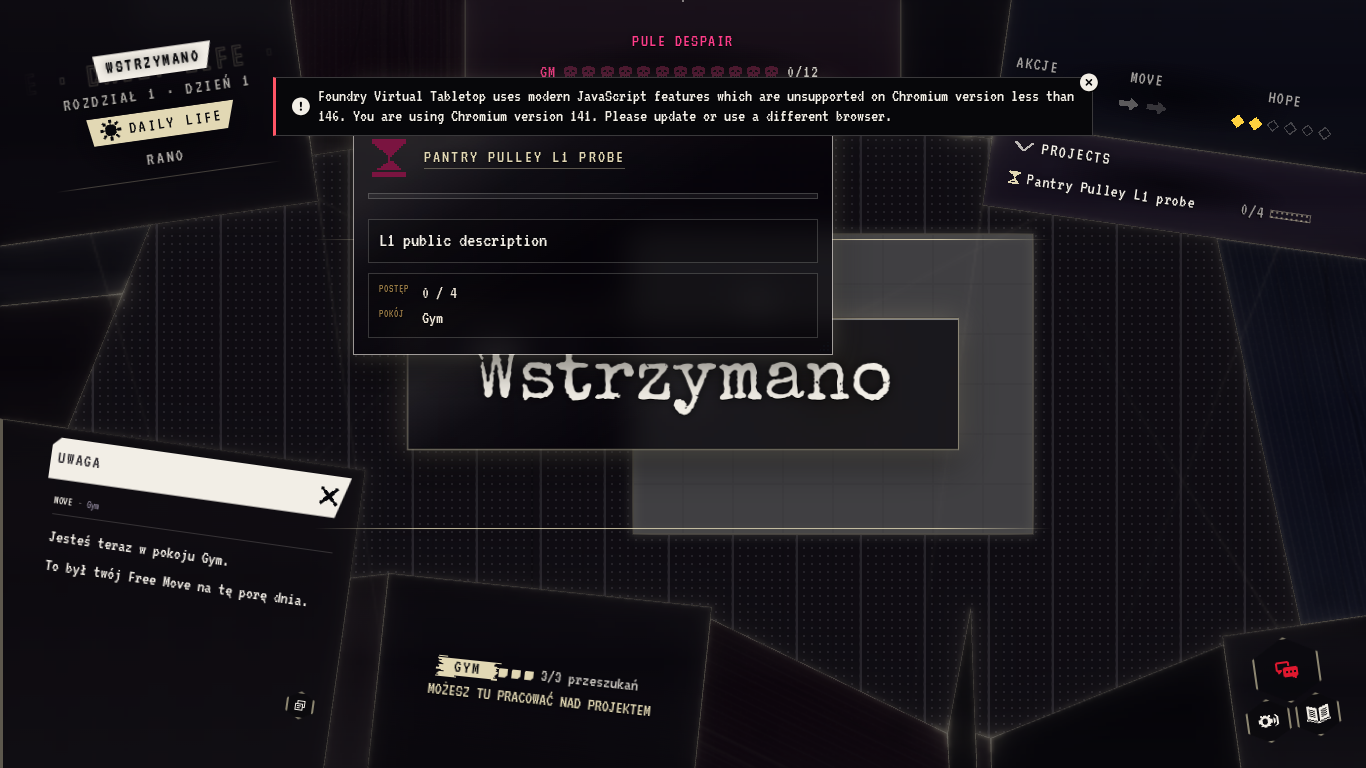 WSTRZYMANO
ROZDZIAŁ 1 · DZIEŃ 1
DAILY LIFE
RANO
PULE DESPAIR
GM 0/12
Foundry Virtual Tabletop uses modern JavaScript features which are unsupported on Chromium version less than
146. You are using Chromium version 141. Please update or use a different browser.
AKCJE
MOVE
HOPE
PROJECTS
Pantry Pulley L1 probe 0/4
PANTRY PULLEY L1 PROBE
L1 public description
POSTĘP 0 / 4
POKÓJ Gym
Wstrzymano
UWAGA
MOVE · Gym
Jesteś teraz w pokoju Gym.
To był twój Free Move na tę porę dnia.
GYM 3/3 przeszukań
MOŻESZ TU PRACOWAĆ NAD PROJEKTEM